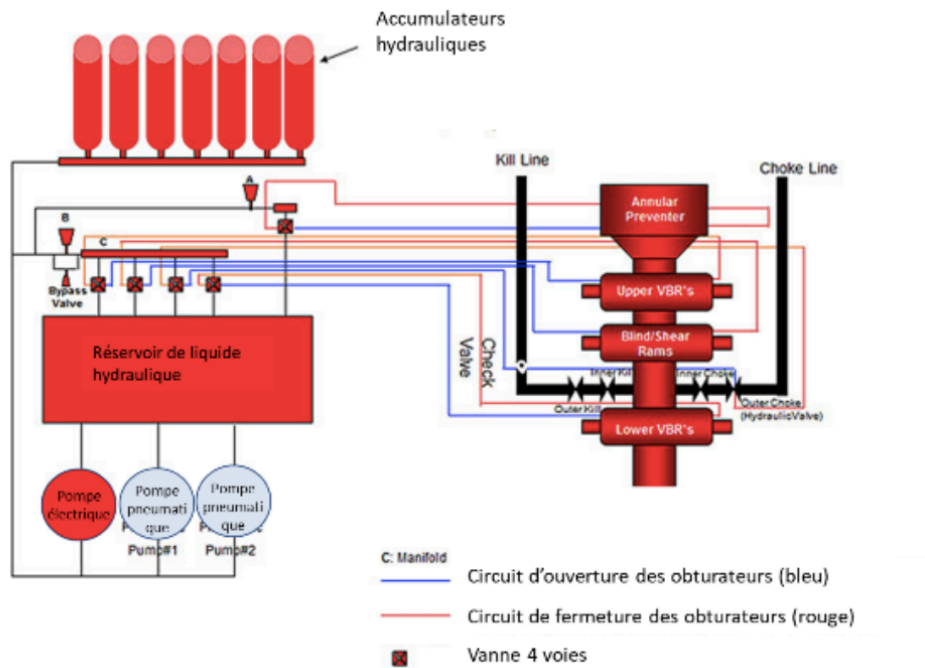 Accumulateurs
hydrauliques
Kill Line
Choke Line
A
Annular
Preventer
B
C
Bypass
Valve
Upper VBR's
Blind/Shear
Rams
Réservoir de liquide
hydraulique
Check
Valve
Inner Kill
Inner Choke
Outer Kill
Outer Choke
(HydraulicValve)
Lower VBR's
Pompe
électrique
Pompe
pneumati
que
Pump#1
Pompe
pneumati
que
Pump#2
C: Manifold
Circuit d'ouverture des obturateurs (bleu)
Circuit de fermeture des obturateurs (rouge)
Vanne 4 voies